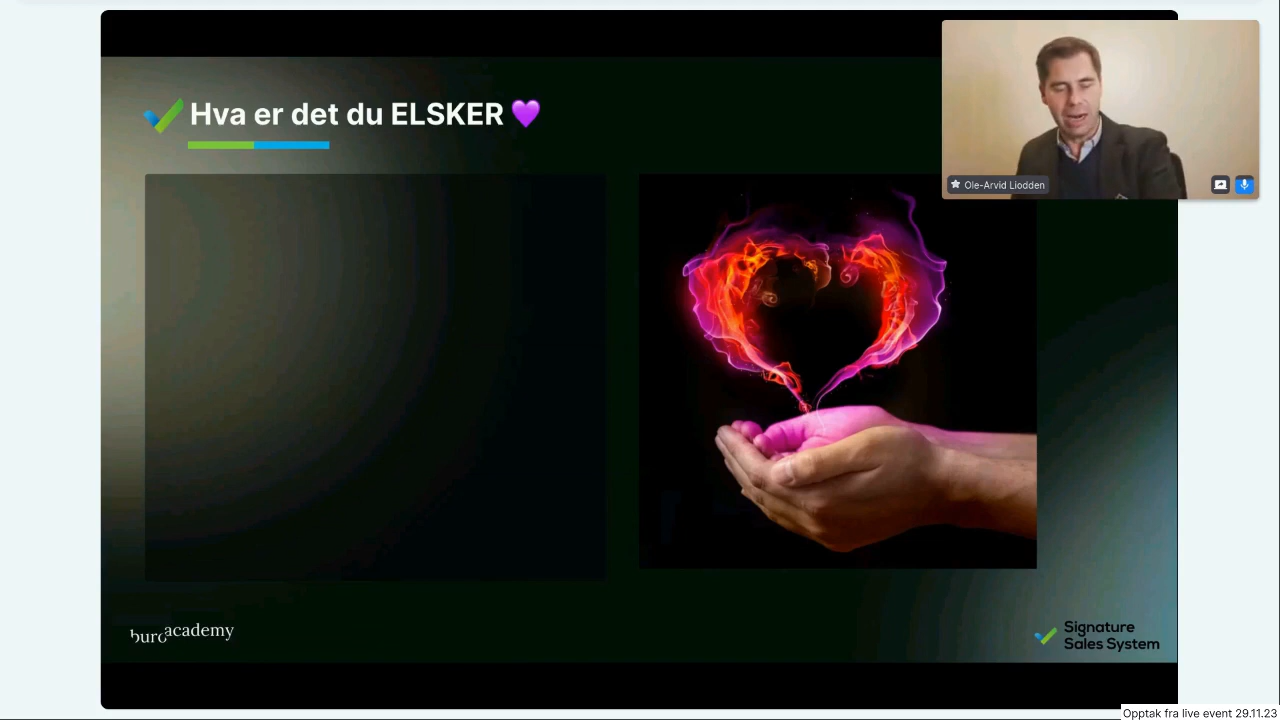 Hva er det du ELSKER 💜
Ole-Arvid Liodden
buro academy
Signature
Sales System
Opptak fra live event 29.11.23